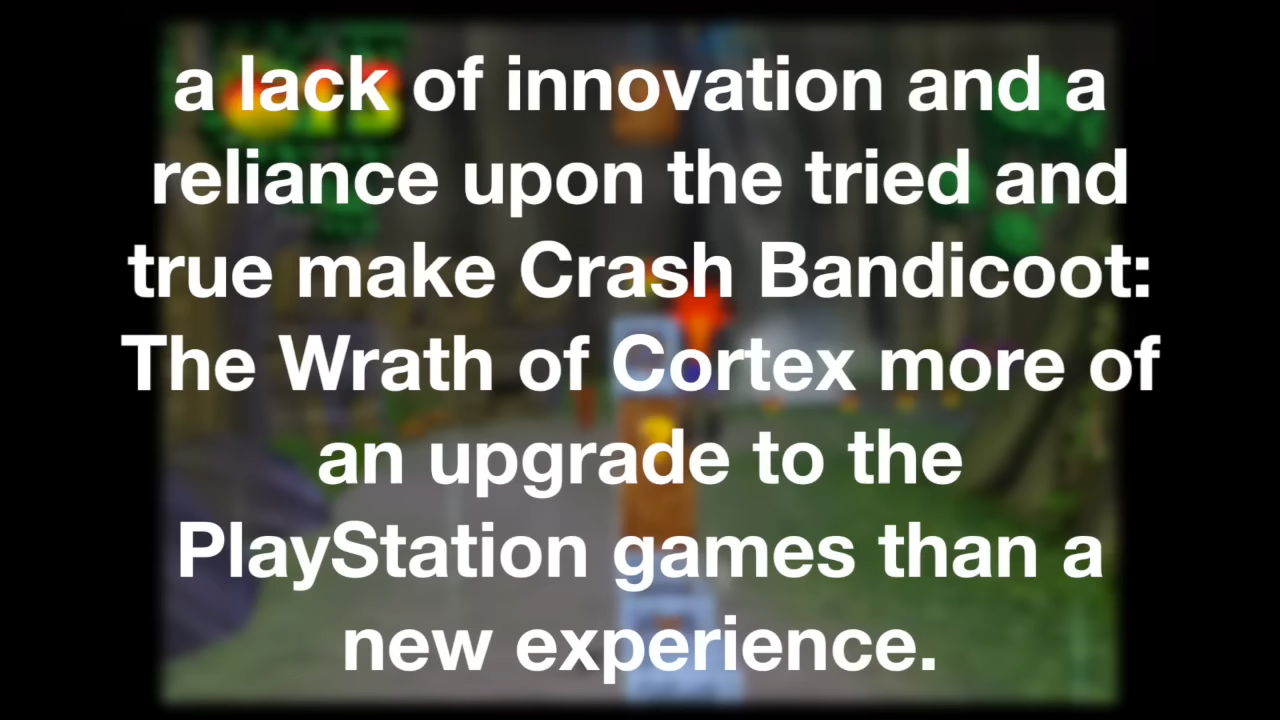 a lack of innovation and a
reliance upon the tried and
true make Crash Bandicoot:
The Wrath of Cortex more of
an upgrade to the
PlayStation games than a
new experience.